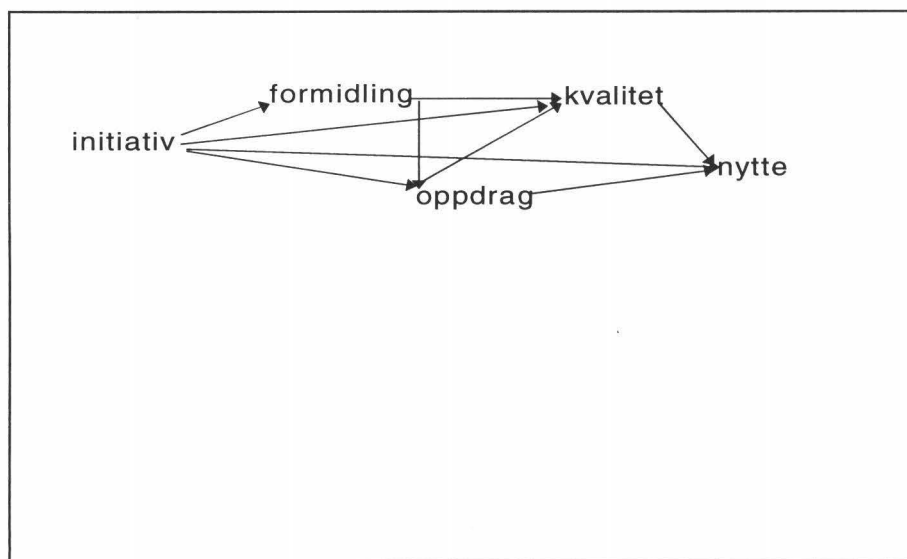 formidling
kvalitet
initiativ
nytte
oppdrag